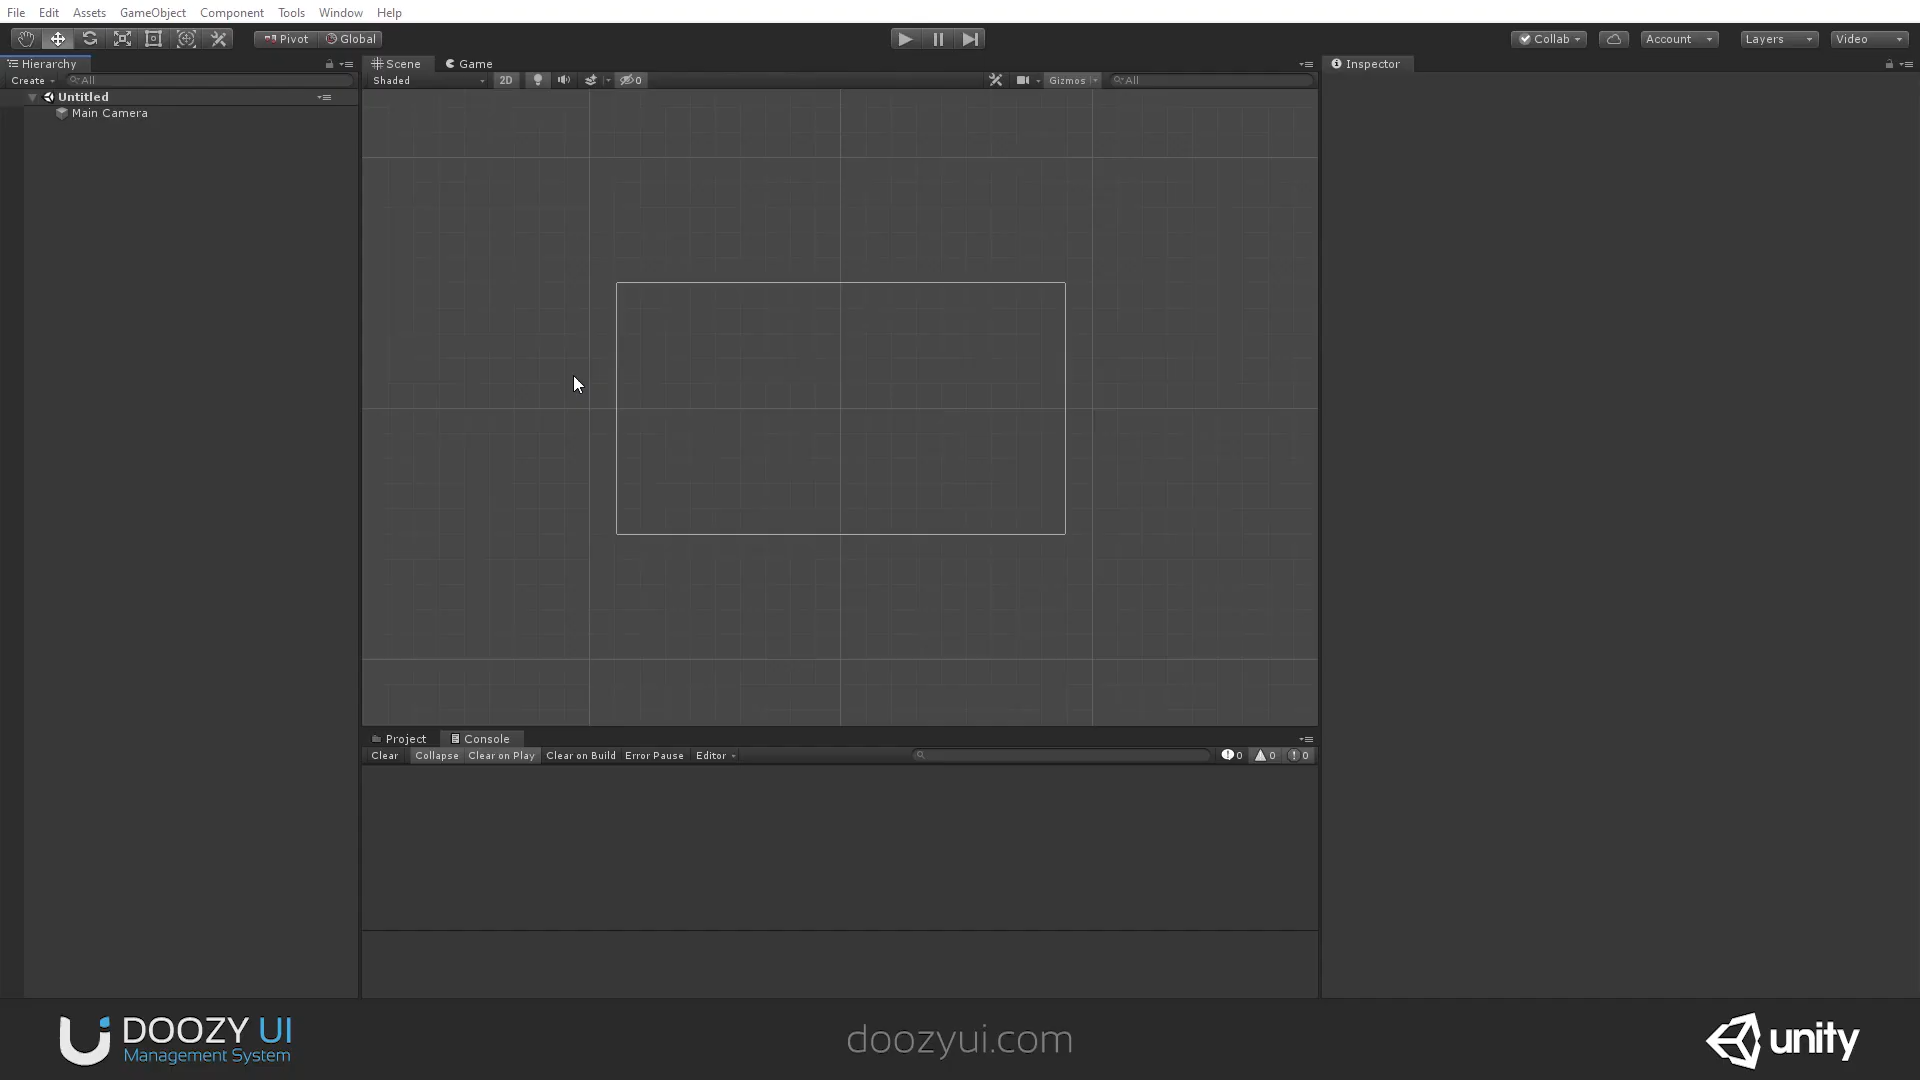 File Edit Assets GameObject Component Tools Window Help
Pivot Global Collab Account Layers Video
Hierarchy Scene Game Inspector
Create All Shaded 2D 0 Gizmos All
Untitled
Main Camera
Project Console
Clear Collapse Clear on Play Clear on Build Error Pause Editor 0 0 0
DOOZY UI
Management System
doozyui.com
unity